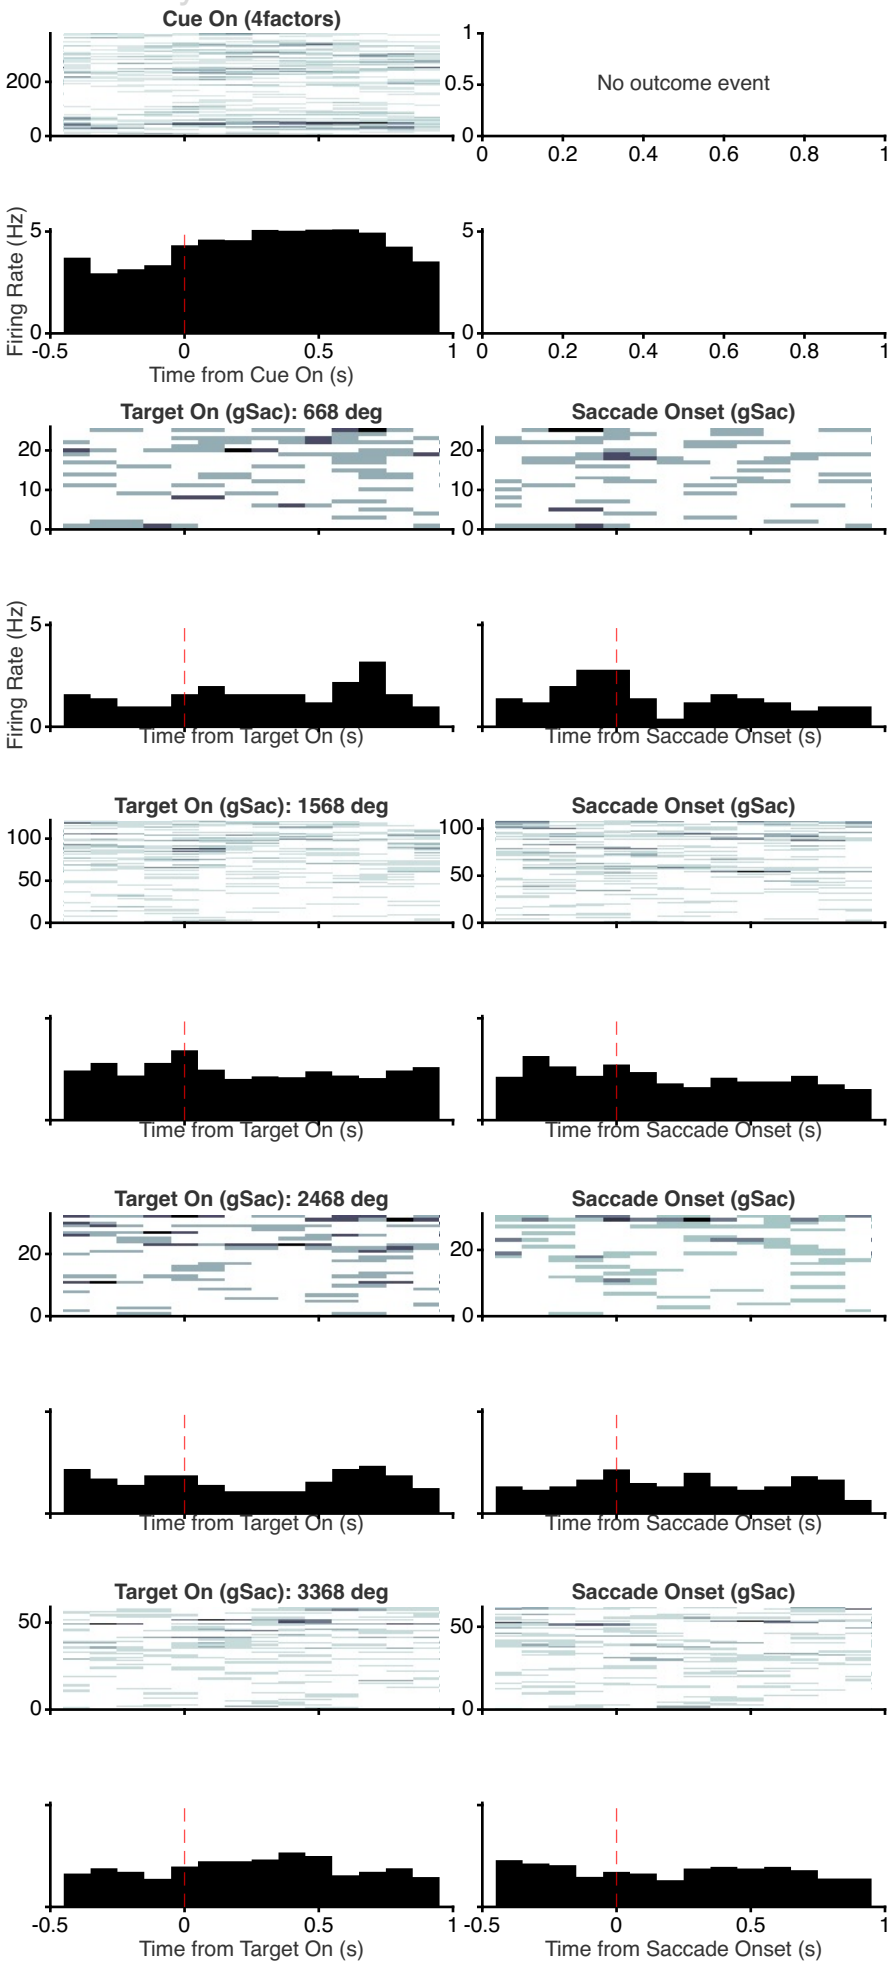 Cue On (4factors)
200
0
1
0.5
0
No outcome event
0 0.2 0.4 0.6 0.8 1
Firing Rate (Hz)
5
0
-0.5 0 0.5 1
Time from Cue On (s)
5
0
0 0.2 0.4 0.6 0.8 1
Target On (gSac): 668 deg
20
10
0
Saccade Onset (gSac)
20
10
0
Firing Rate (Hz)
5
0
Time from Target On (s)
Time from Saccade Onset (s)
Target On (gSac): 1568 deg
100
50
0
Saccade Onset (gSac)
100
50
0
Time from Target On (s)
Time from Saccade Onset (s)
Target On (gSac): 2468 deg
20
0
Saccade Onset (gSac)
20
0
Time from Target On (s)
Time from Saccade Onset (s)
Target On (gSac): 3368 deg
50
0
Saccade Onset (gSac)
50
0
-0.5 0 0.5 1
Time from Target On (s)
-0.5 0 0.5 1
Time from Saccade Onset (s)